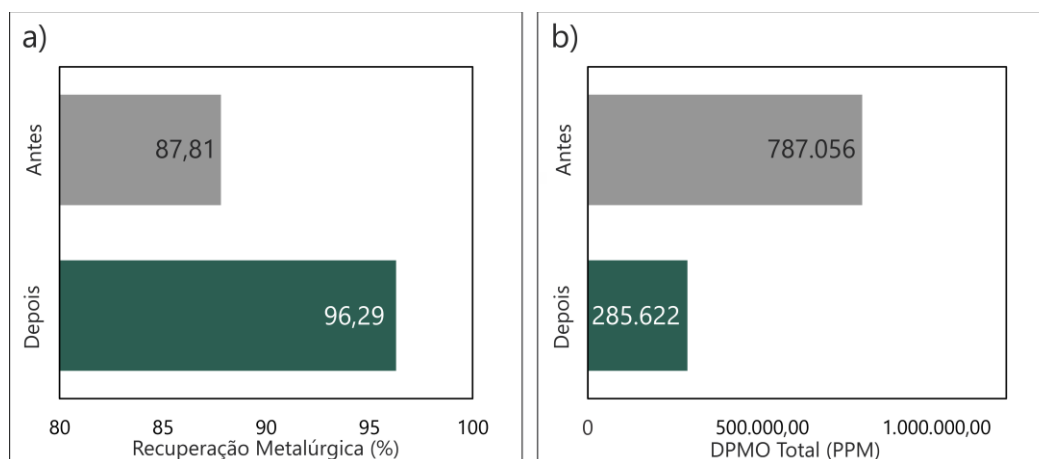 a)
Antes
87,81
Depois
96,29
80 85 90 95 100
Recuperação Metalúrgica (%)
b)
Antes
787.056
Depois
285.622
0 500.000,00 1.000.000,00
DPMO Total (PPM)